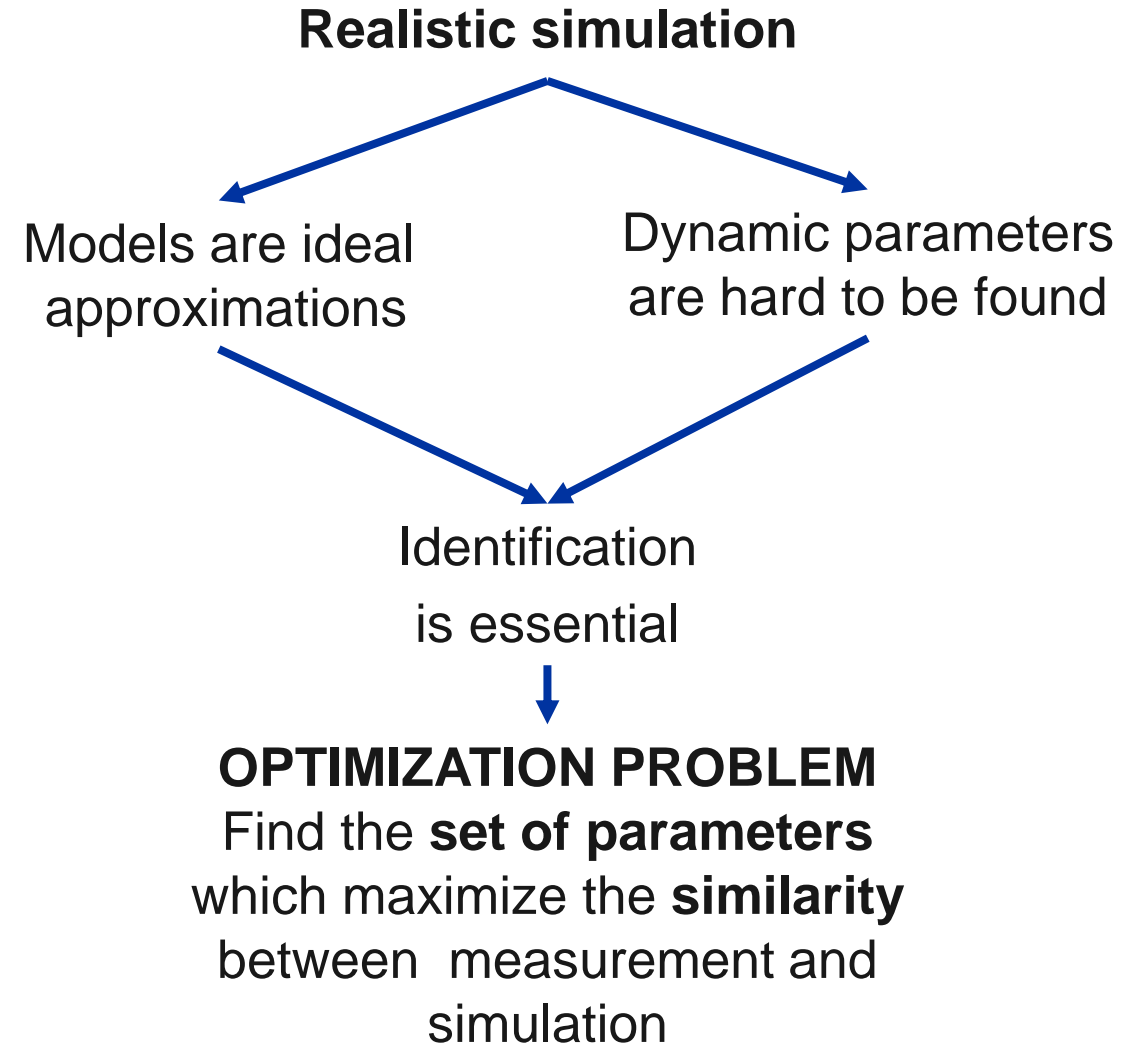 Realistic simulation
Models are ideal
approximations
Dynamic parameters
are hard to be found
Identification
is essential
OPTIMIZATION PROBLEM
Find the set of parameters
which maximize the similarity
between measurement and
simulation